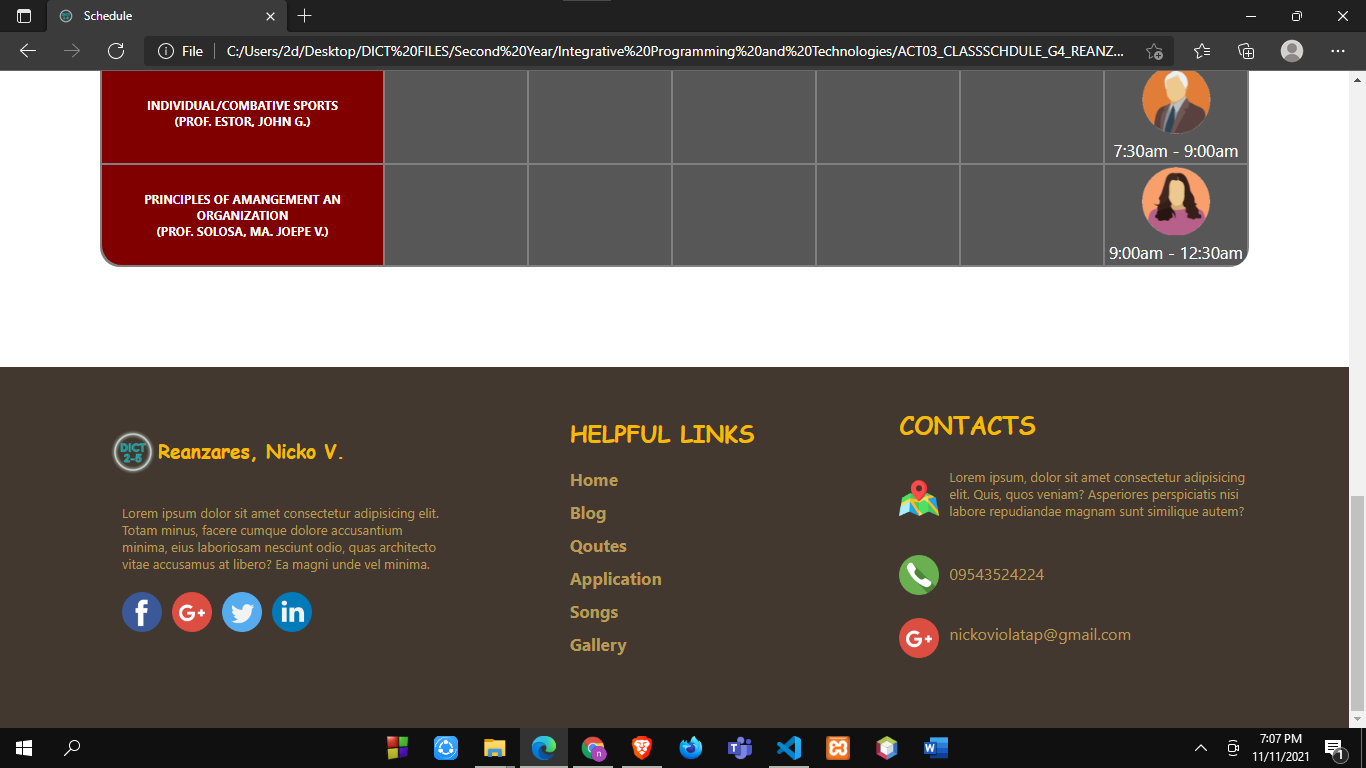 Schedule
File
C:/Users/2d/Desktop/DICT%20FILES/Second%20Year/Integrative%20Programming%20and%20Technologies/ACT03_CLASSSCHDULE_G4_REANZ...
INDIVIDUAL/COMBATIVE SPORTS
(PROF. ESTOR, JOHN G.)
7:30am - 9:00am
PRINCIPLES OF AMANGEMENT AN
ORGANIZATION
(PROF. SOLOSA, MA. JOEPE V.)
9:00am - 12:30am
DICT
2-5
Reanzares, Nicko V.
Lorem ipsum dolor sit amet consectetur adipisicing elit.
Totam minus, facere cumque dolore accusantium
minima, eius laboriosam nesciunt odio, quas architecto
vitae accusamus at libero? Ea magni unde vel minima.
f
G+
in
HELPFUL LINKS
Home
Blog
Qoutes
Application
Songs
Gallery
CONTACTS
Lorem ipsum, dolor sit amet consectetur adipisicing
elit. Quis, quos veniam? Asperiores perspiciatis nisi
labore repudiandae magnam sunt similique autem?
09543524224
G+
nickoviolatap@gmail.com
n
7:07 PM
11/11/2021
1